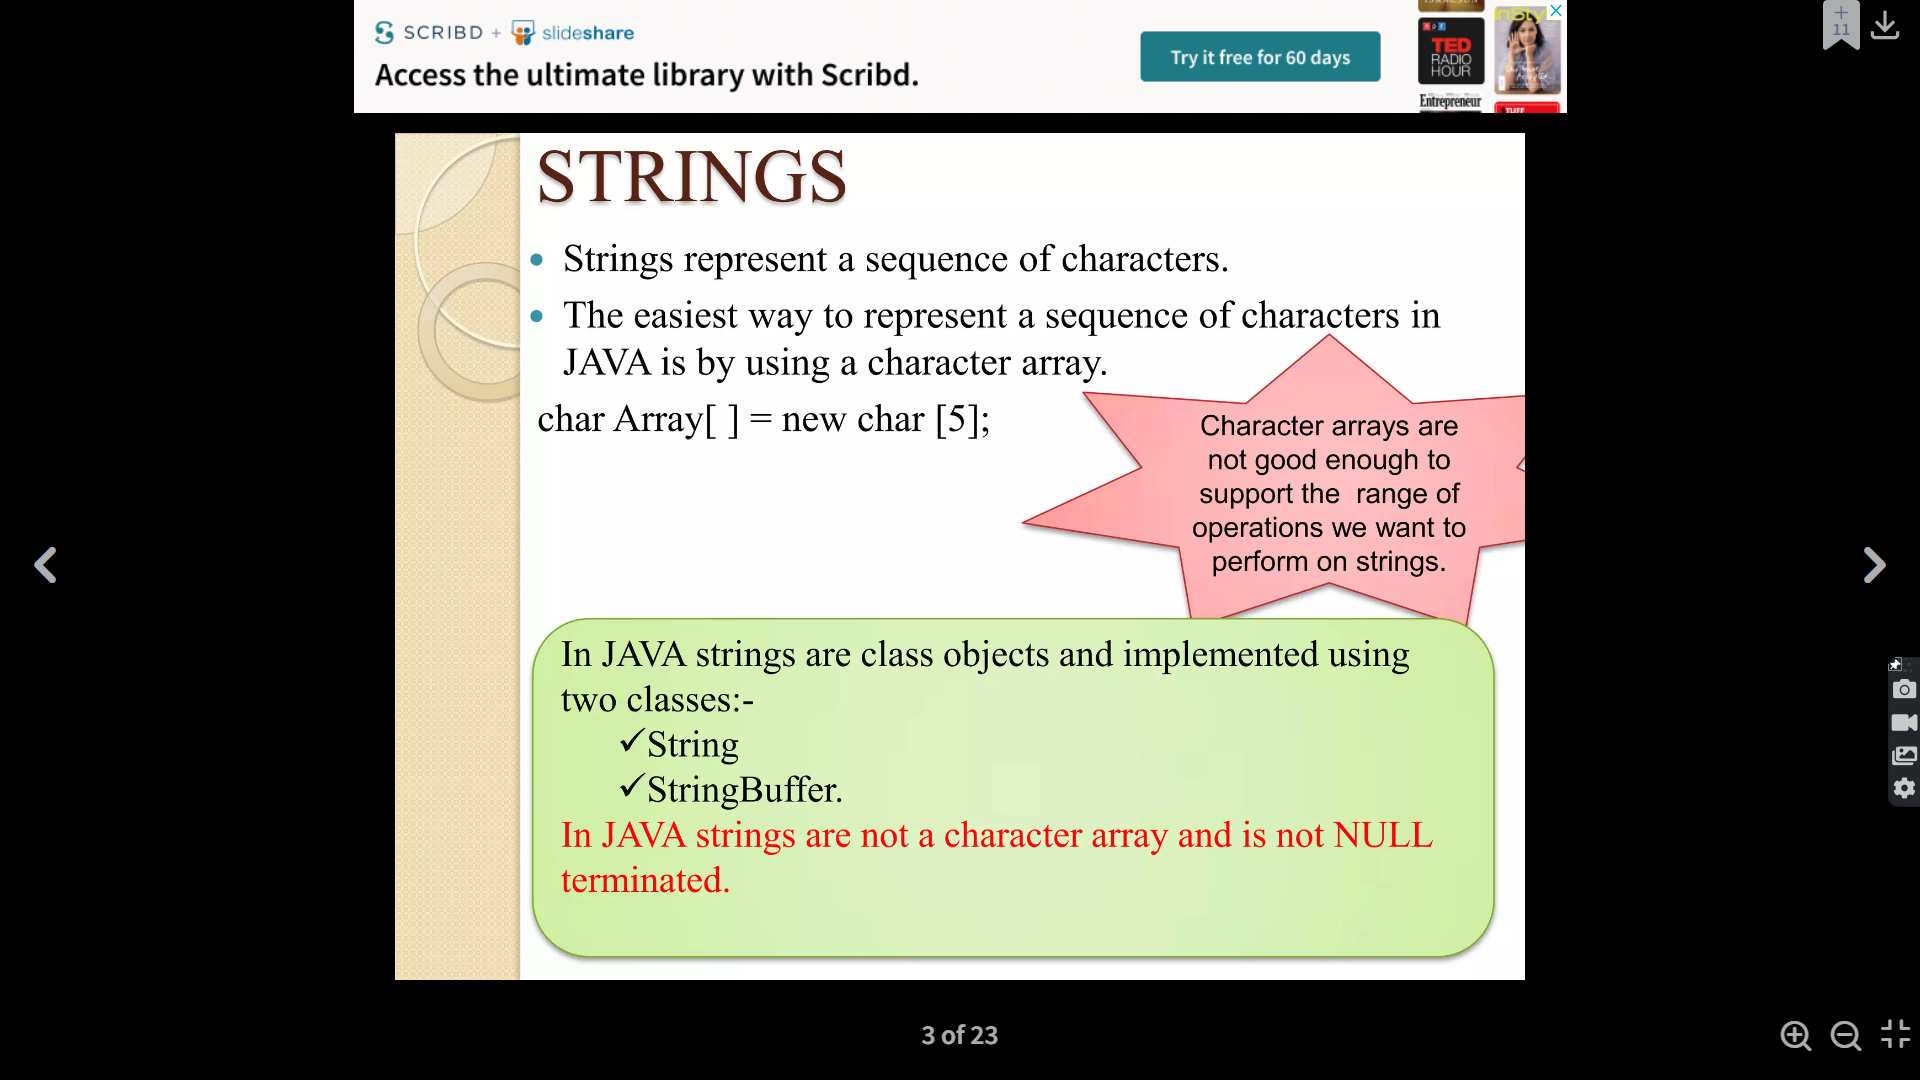 SCRIBD + slideshare
Access the ultimate library with Scribd.
Try it free for 60 days
TED
RADIO
HOUR
InStyl
Entrepreneur
+
11
STRINGS
• Strings represent a sequence of characters.
• The easiest way to represent a sequence of characters in
JAVA is by using a character array.
char Array[ ] = new char [5];
Character arrays are
not good enough to
support the range of
operations we want to
perform on strings.
In JAVA strings are class objects and implemented using
two classes:-
✓String
✓StringBuffer.
In JAVA strings are not a character array and is not NULL
terminated.
3 of 23